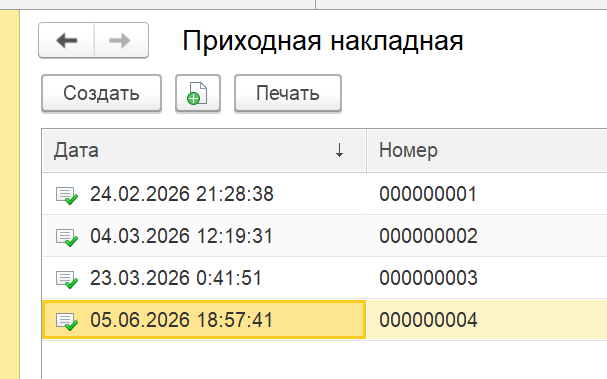 Приходная накладная
Создать Печать
Дата ↓ Номер
24.02.2026 21:28:38 000000001
04.03.2026 12:19:31 000000002
23.03.2026 0:41:51 000000003
05.06.2026 18:57:41 000000004